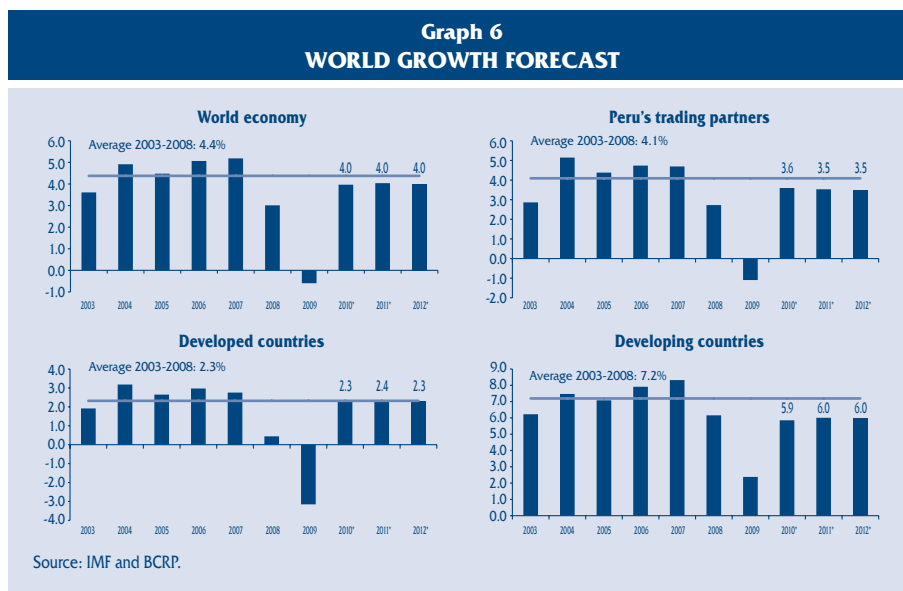 Graph 6
WORLD GROWTH FORECAST
World economy
Average 2003-2008: 4.4%
6.0
5.0
4.0
3.0
2.0
1.0
0.0
-1.0
4.0 4.0 4.0
2003 2004 2005 2006 2007 2008 2009 2010* 2011* 2012*
Peru's trading partners
Average 2003-2008: 4.1%
6.0
5.0
4.0
3.0
2.0
1.0
0.0
-1.0
-2.0
3.6 3.5 3.5
2003 2004 2005 2006 2007 2008 2009 2010* 2011* 2012*
Developed countries
Average 2003-2008: 2.3%
4.0
3.0
2.0
1.0
0.0
-1.0
-2.0
-3.0
-4.0
2.3 2.4 2.3
2003 2004 2005 2006 2007 2008 2009 2010* 2011* 2012*
Developing countries
Average 2003-2008: 7.2%
9.0
8.0
7.0
6.0
5.0
4.0
3.0
2.0
1.0
0.0
5.9 6.0 6.0
2003 2004 2005 2006 2007 2008 2009 2010* 2011* 2012*
Source: IMF and BCRP.